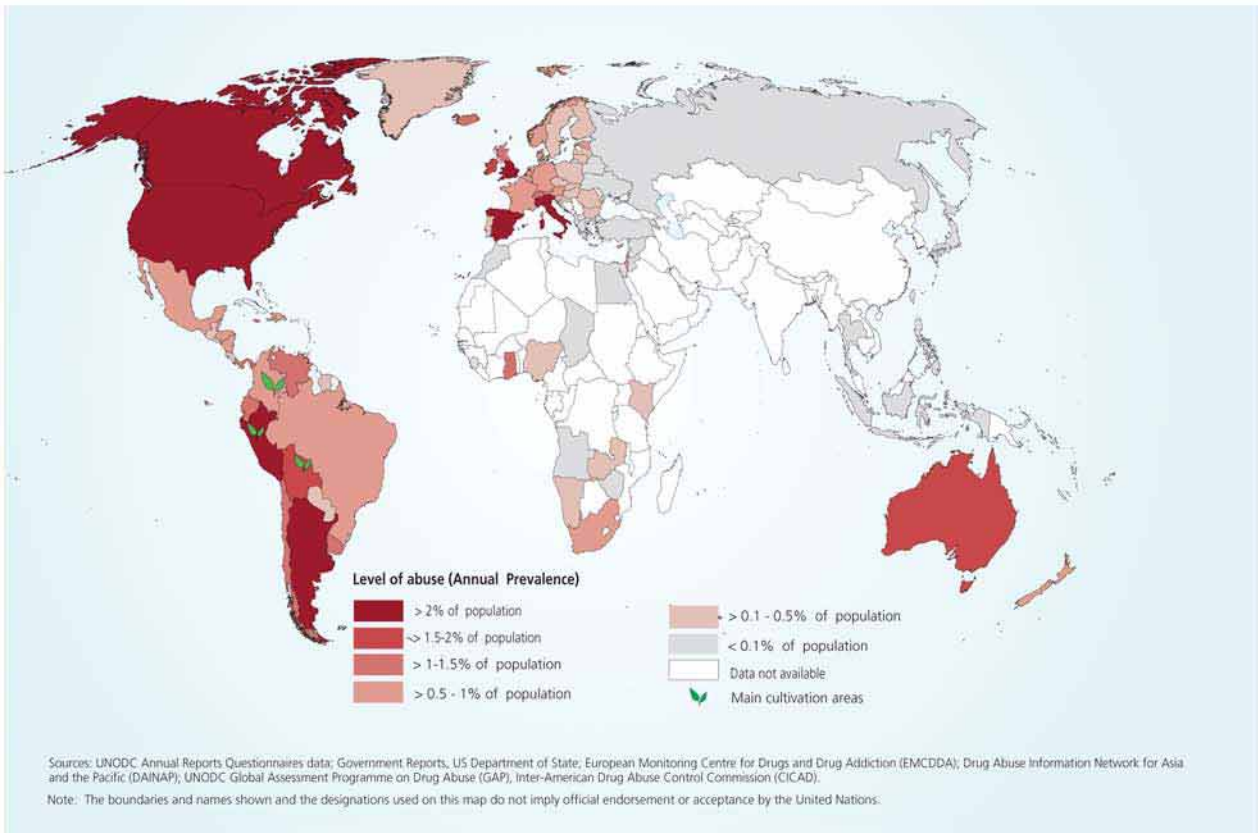 Level of abuse (Annual Prevalence)
> 2% of population
> 1.5-2% of population
> 1-1.5% of population
> 0.5 - 1% of population
> 0.1 - 0.5% of population
< 0.1% of population
Data not available
Main cultivation areas
Sources: UNODC Annual Reports Questionnaires data; Government Reports, US Department of State; European Monitoring Centre for Drugs and Drug Addiction (EMCDDA); Drug Abuse Information Network for Asia
and the Pacific (DAINAP); UNODC Global Assessment Programme on Drug Abuse (GAP), Inter-American Drug Abuse Control Commission (CICAD).
Note: The boundaries and names shown and the designations used on this map do not imply official endorsement or acceptance by the United Nations.